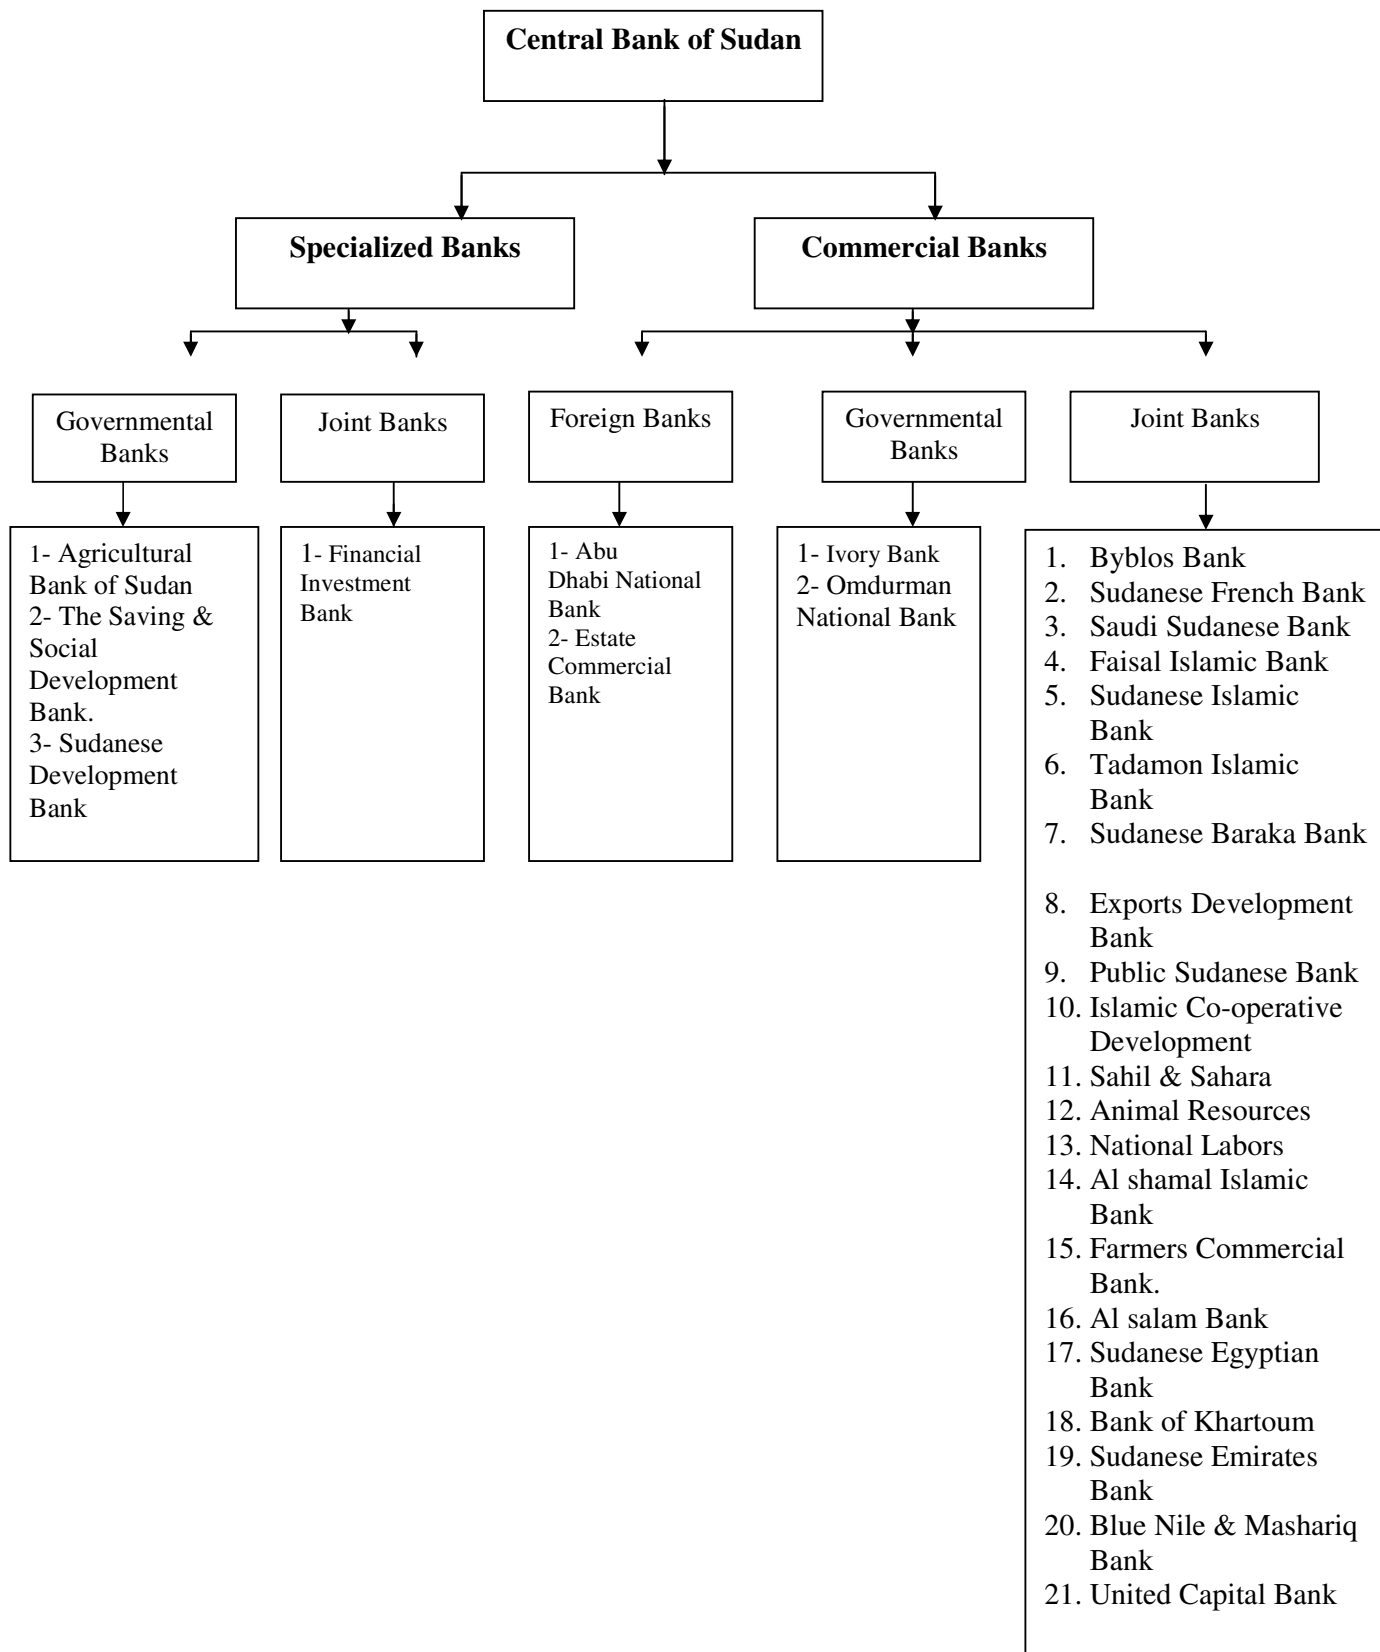 Central Bank of Sudan
Specialized Banks
Commercial Banks
Governmental
Banks
Joint Banks
Foreign Banks
Governmental
Banks
Joint Banks
1- Agricultural
Bank of Sudan
2- The Saving &
Social
Development
Bank.
3- Sudanese
Development
Bank
1- Financial
Investment
Bank
1- Abu
Dhabi National
Bank
2- Estate
Commercial
Bank
1- Ivory Bank
2- Omdurman
National Bank
1. Byblos Bank
2. Sudanese French Bank
3. Saudi Sudanese Bank
4. Faisal Islamic Bank
5. Sudanese Islamic
Bank
6. Tadamon Islamic
Bank
7. Sudanese Baraka Bank
8. Exports Development
Bank
9. Public Sudanese Bank
10. Islamic Co-operative
Development
11. Sahil & Sahara
12. Animal Resources
13. National Labors
14. Al shamal Islamic
Bank
15. Farmers Commercial
Bank.
16. Al salam Bank
17. Sudanese Egyptian
Bank
18. Bank of Khartoum
19. Sudanese Emirates
Bank
20. Blue Nile & Mashariq
Bank
21. United Capital Bank